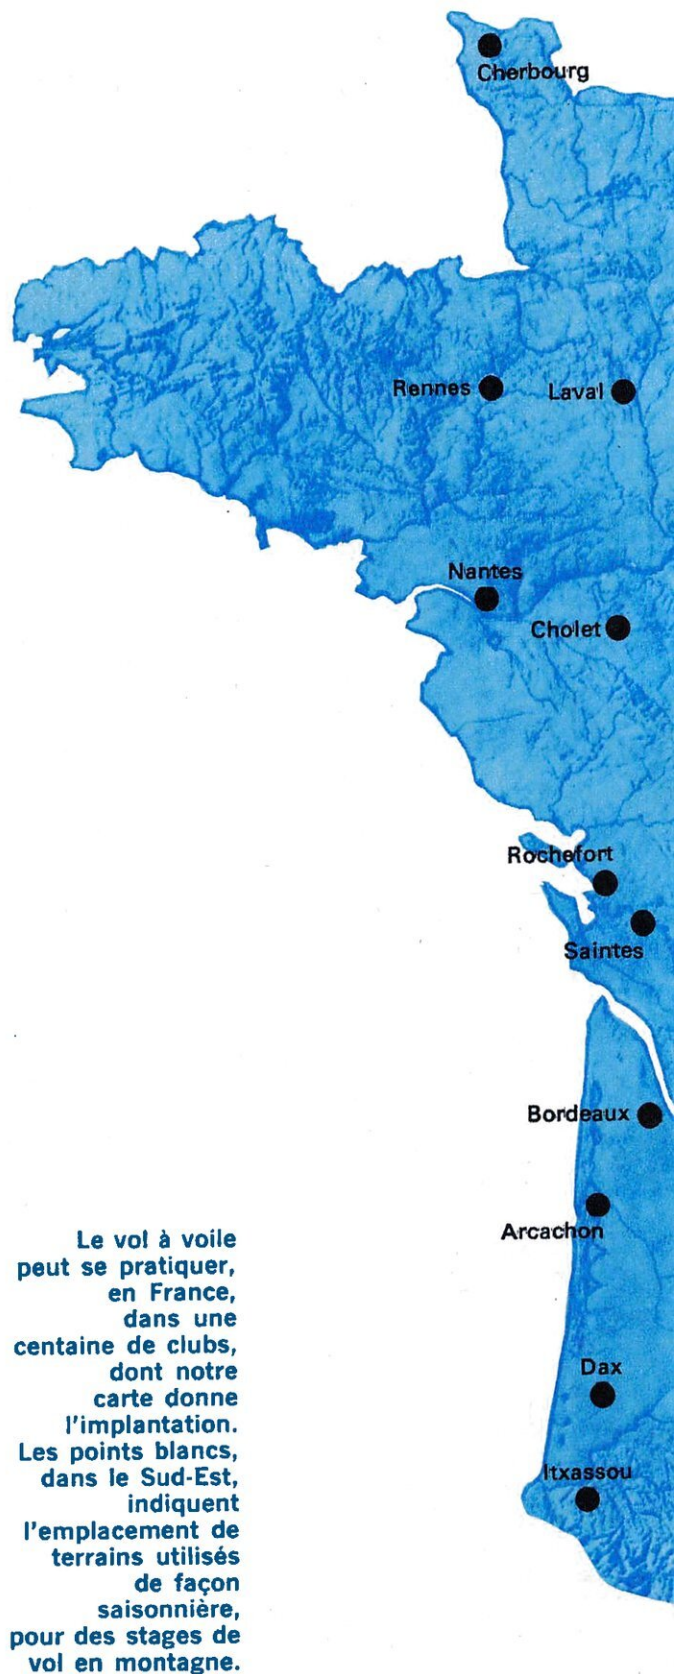 Cherbourg
Rennes
Laval
Nantes
Cholet
Rochefort
Saintes
Bordeaux
Arcachon
Dax
Itxassou
Le vol à voile
peut se pratiquer,
en France,
dans une
centaine de clubs,
dont notre
carte donne
l'implantation.
Les points blancs,
dans le Sud-Est,
indiquent
l'emplacement de
terrains utilisés
de façon
saisonnière,
pour des stages de
vol en montagne.